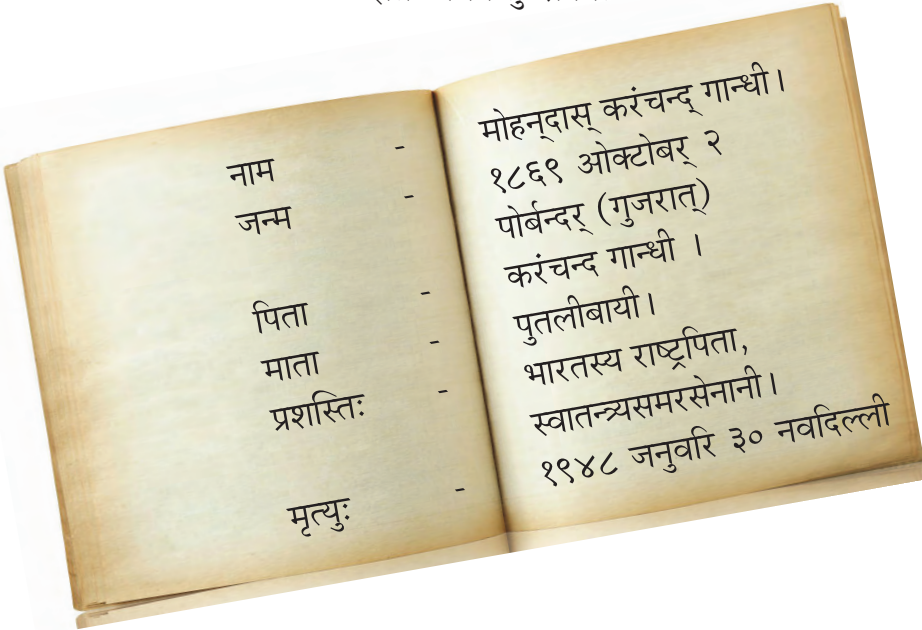 नाम - मोहन्‌दास् करंचन्द् गान्धी।
जन्म - १८६९ ओक्टोबर् २
पोर्बन्दर् (गुजरात्)
पिता - करंचन्द गान्धी ।
माता - पुतलीबायी।
प्रशस्तिः - भारतस्य राष्ट्रपिता,
स्वातन्त्र्यसमरसेनानी।
मृत्युः - १९४८ जनुवरि ३० नवदिल्ली